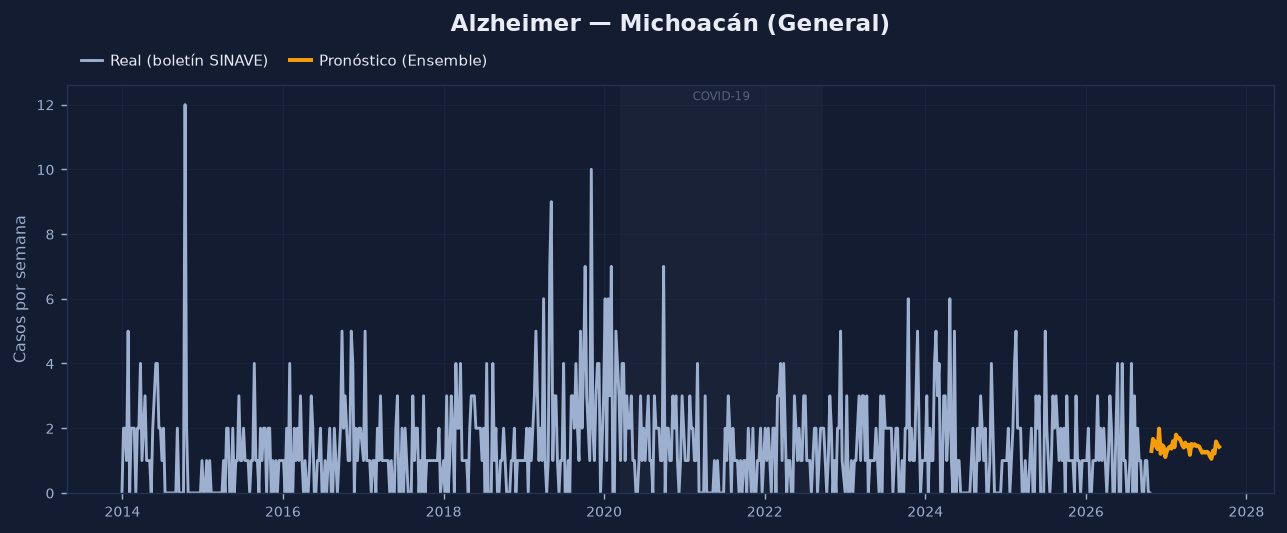 Alzheimer — Michoacán (General)
Real (boletín SINAVE) Pronóstico (Ensemble)
COVID-19
Casos por semana
12
10
8
6
4
2
0
2014 2016 2018 2020 2022 2024 2026 2028